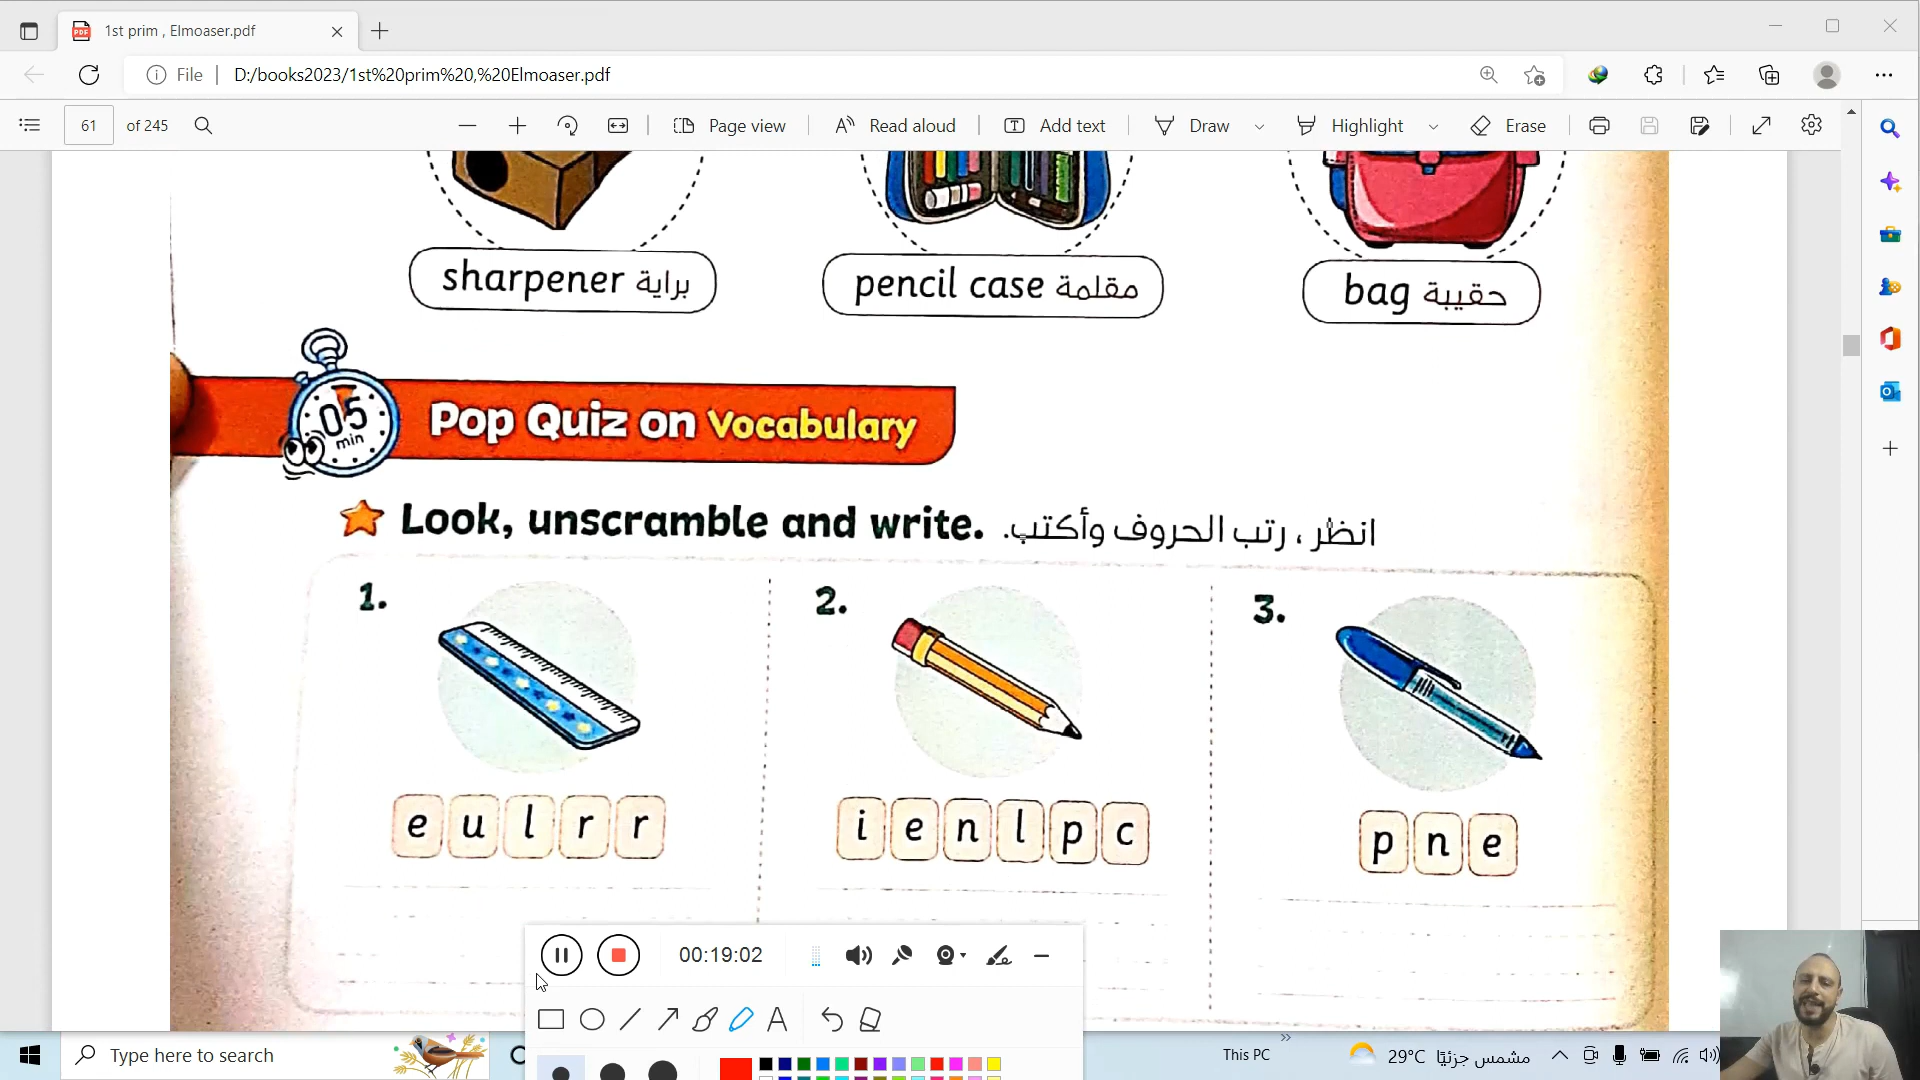 1st prim , Elmoaser.pdf
File D:/books2023/1st%20prim%20,%20Elmoaser.pdf
61 of 245 Page view Read aloud Add text Draw Highlight Erase
sharpener براية
pencil case مقلمة
bag حقيبة
05 min
Pop Quiz on Vocabulary
Look, unscramble and write. انظر ، رتب الحروف وأكتب.
1. 2. 3.
e u l r r
i e n l p c
p n e
00:19:02
A
Type here to search
This PC
29°C مشمس جزئيًا